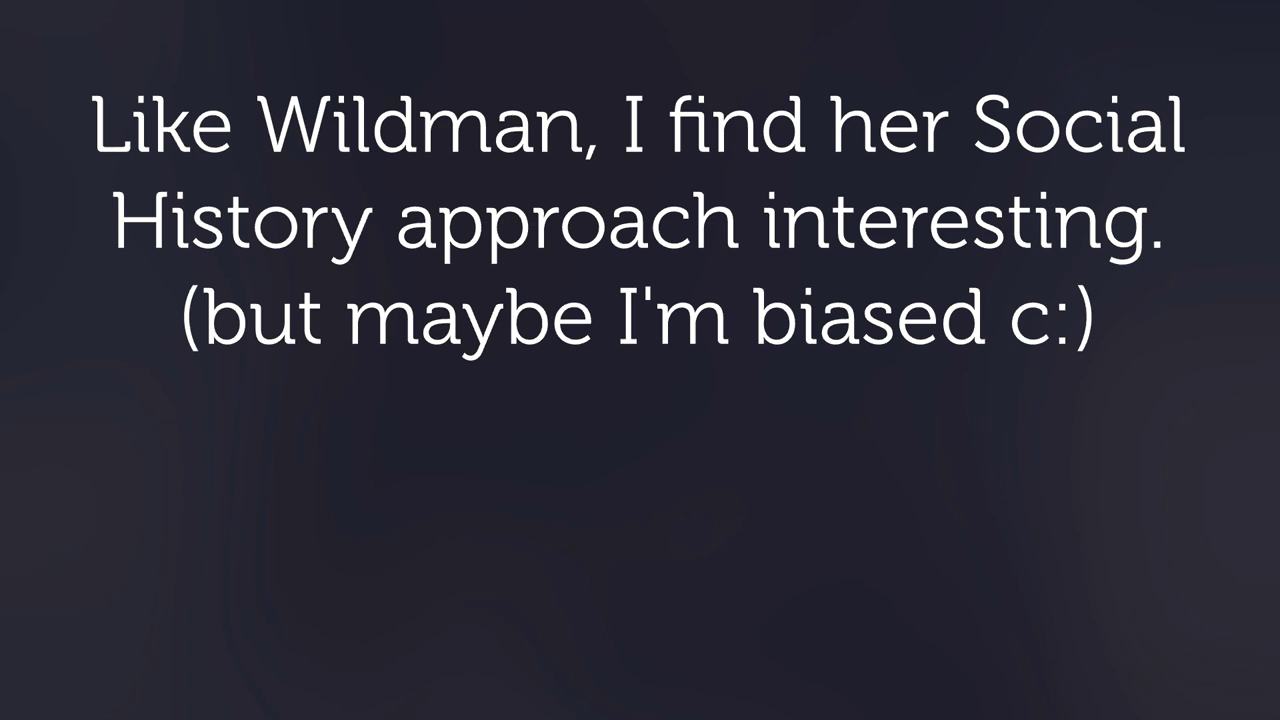 Like Wildman, I find her Social
History approach interesting.
(but maybe I'm biased c:)